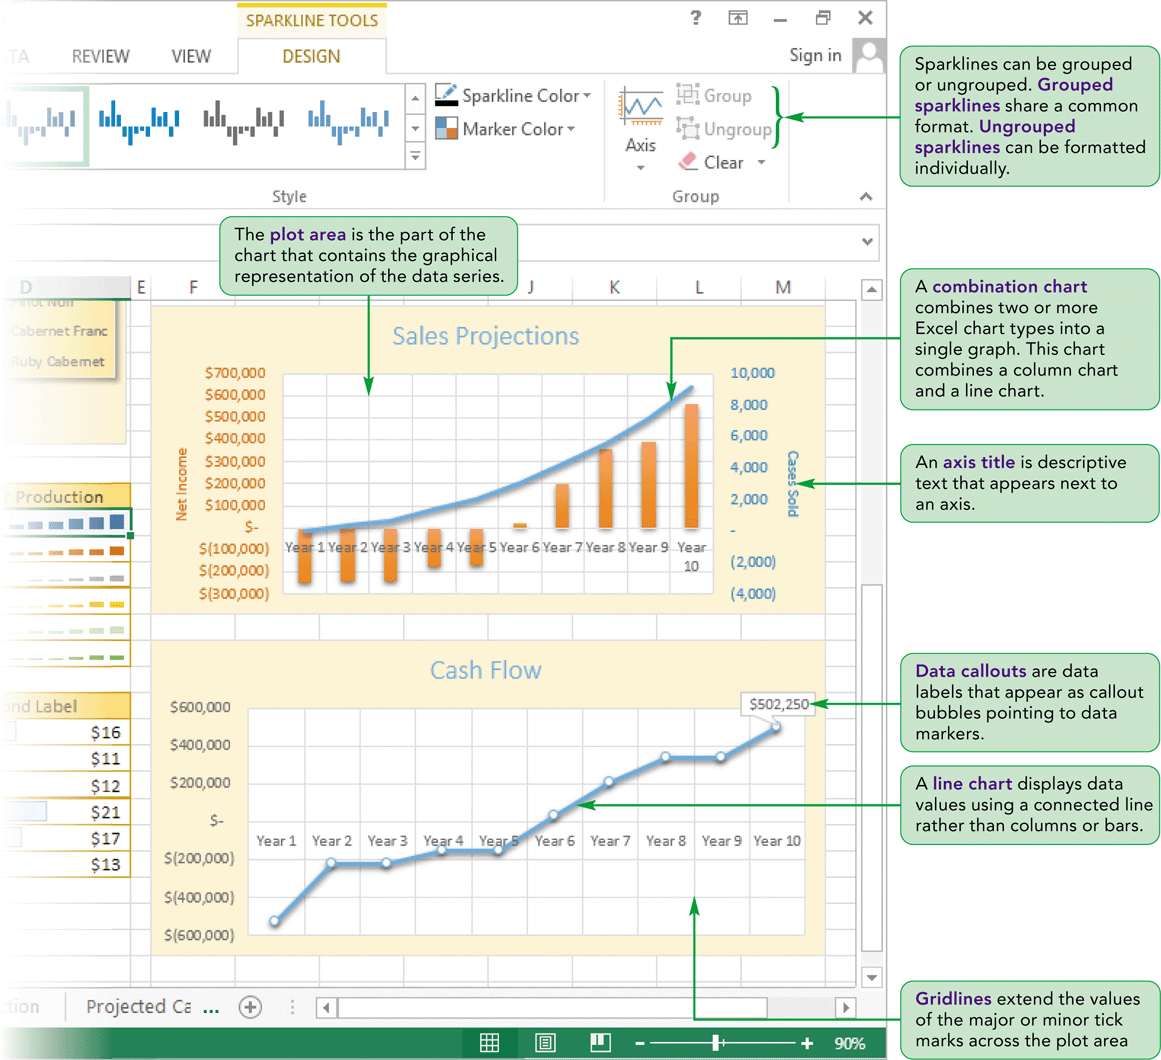 SPARKLINE TOOLS
?
TA REVIEW VIEW DESIGN
Sign in
Sparkline Color
Marker Color
Axis
Group
Ungroup
Clear
Style
Group
Sparklines can be grouped
or ungrouped. Grouped
sparklines share a common
format. Ungrouped
sparklines can be formatted
individually.
The plot area is the part of the
chart that contains the graphical
representation of the data series.
D E F J K L M
Pinot Noir
Cabernet Franc
Ruby Cabernet
Sales Projections
$700,000
$600,000
$500,000
$400,000
$300,000
$200,000
$100,000
$-
$(100,000)
$(200,000)
$(300,000)
Net Income
Year 1 Year 2 Year 3 Year 4 Year 5 Year 6 Year 7 Year 8 Year 9 Year
10
10,000
8,000
6,000
4,000
2,000
-
(2,000)
(4,000)
Cases Sold
A combination chart
combines two or more
Excel chart types into a
single graph. This chart
combines a column chart
and a line chart.
An axis title is descriptive
text that appears next to
an axis.
r Production
nd Label
$16
$11
$12
$21
$17
$13
Cash Flow
$600,000
$400,000
$200,000
$-
$(200,000)
$(400,000)
$(600,000)
Year 1 Year 2 Year 3 Year 4 Year 5 Year 6 Year 7 Year 8 Year 9 Year 10
$502,250
Data callouts are data
labels that appear as callout
bubbles pointing to data
markers.
A line chart displays data
values using a connected line
rather than columns or bars.
Gridlines extend the values
of the major or minor tick
marks across the plot area
tion Projected Ca ...
90%